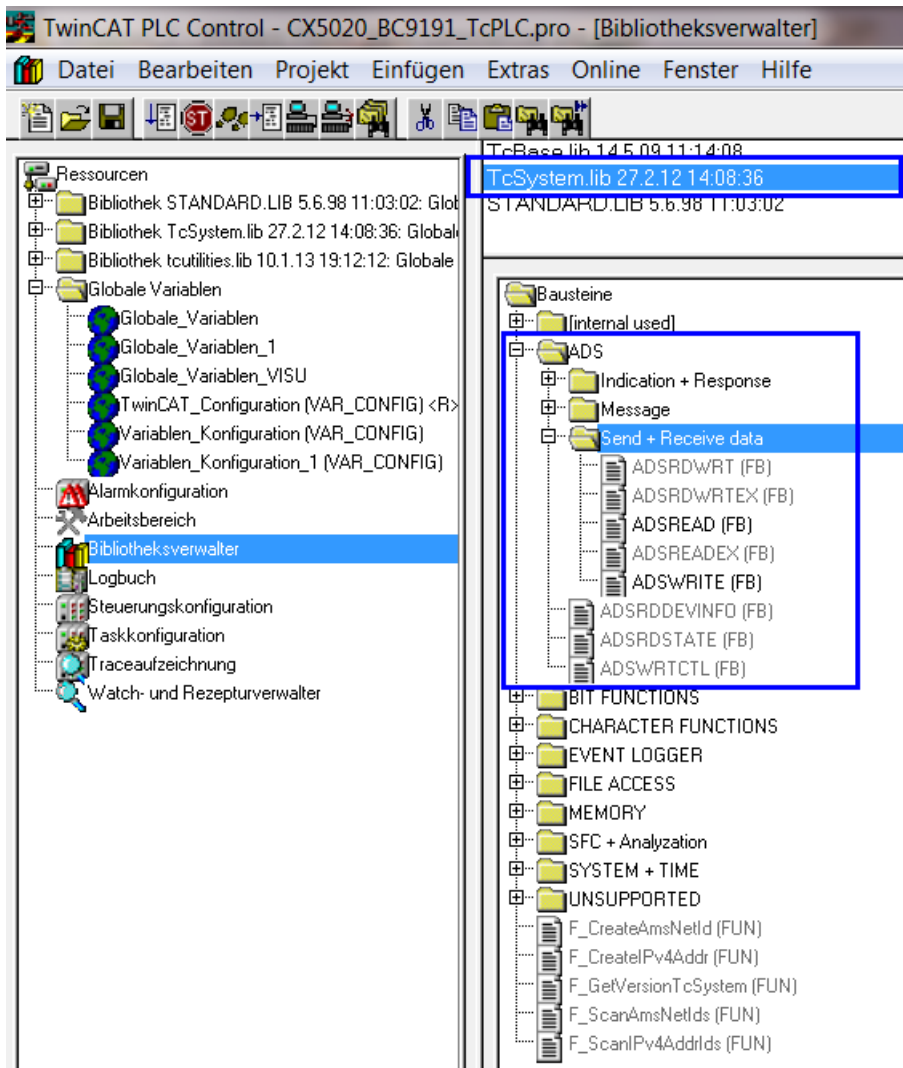 TwinCAT PLC Control - CX5020_BC9191_TcPLC.pro - [Bibliotheksverwalter]
Datei Bearbeiten Projekt Einfügen Extras Online Fenster Hilfe
Ressourcen
Bibliothek STANDARD.LIB 5.6.98 11:03:02: Glob
Bibliothek TcSystem.lib 27.2.12 14:08:36: Global
Bibliothek tcutilities.lib 10.1.13 19:12:12: Globale
Globale Variablen
Globale_Variablen
Globale_Variablen_1
Globale_Variablen_VISU
TwinCAT_Configuration (VAR_CONFIG) <R>
Variablen_Konfiguration (VAR_CONFIG)
Variablen_Konfiguration_1 (VAR_CONFIG)
Alarmkonfiguration
Arbeitsbereich
Bibliotheksverwalter
Logbuch
Steuerungskonfiguration
Taskkonfiguration
Traceaufzeichnung
Watch- und Rezepturverwalter
TcBase.lib 14.5.09 11:14:08
TcSystem.lib 27.2.12 14:08:36
STANDARD.LIB 5.6.98 11:03:02
Bausteine
[internal used]
ADS
Indication + Response
Message
Send + Receive data
ADSRDWRT (FB)
ADSRDWRTEX (FB)
ADSREAD (FB)
ADSREADEX (FB)
ADSWRITE (FB)
ADSRDDEVINFO (FB)
ADSRDSTATE (FB)
ADSWRTCTL (FB)
BIT FUNCTIONS
CHARACTER FUNCTIONS
EVENT LOGGER
FILE ACCESS
MEMORY
SFC + Analyzation
SYSTEM + TIME
UNSUPPORTED
F_CreateAmsNetId (FUN)
F_CreateIPv4Addr (FUN)
F_GetVersionTcSystem (FUN)
F_ScanAmsNetIds (FUN)
F_ScanIPv4AddrIds (FUN)